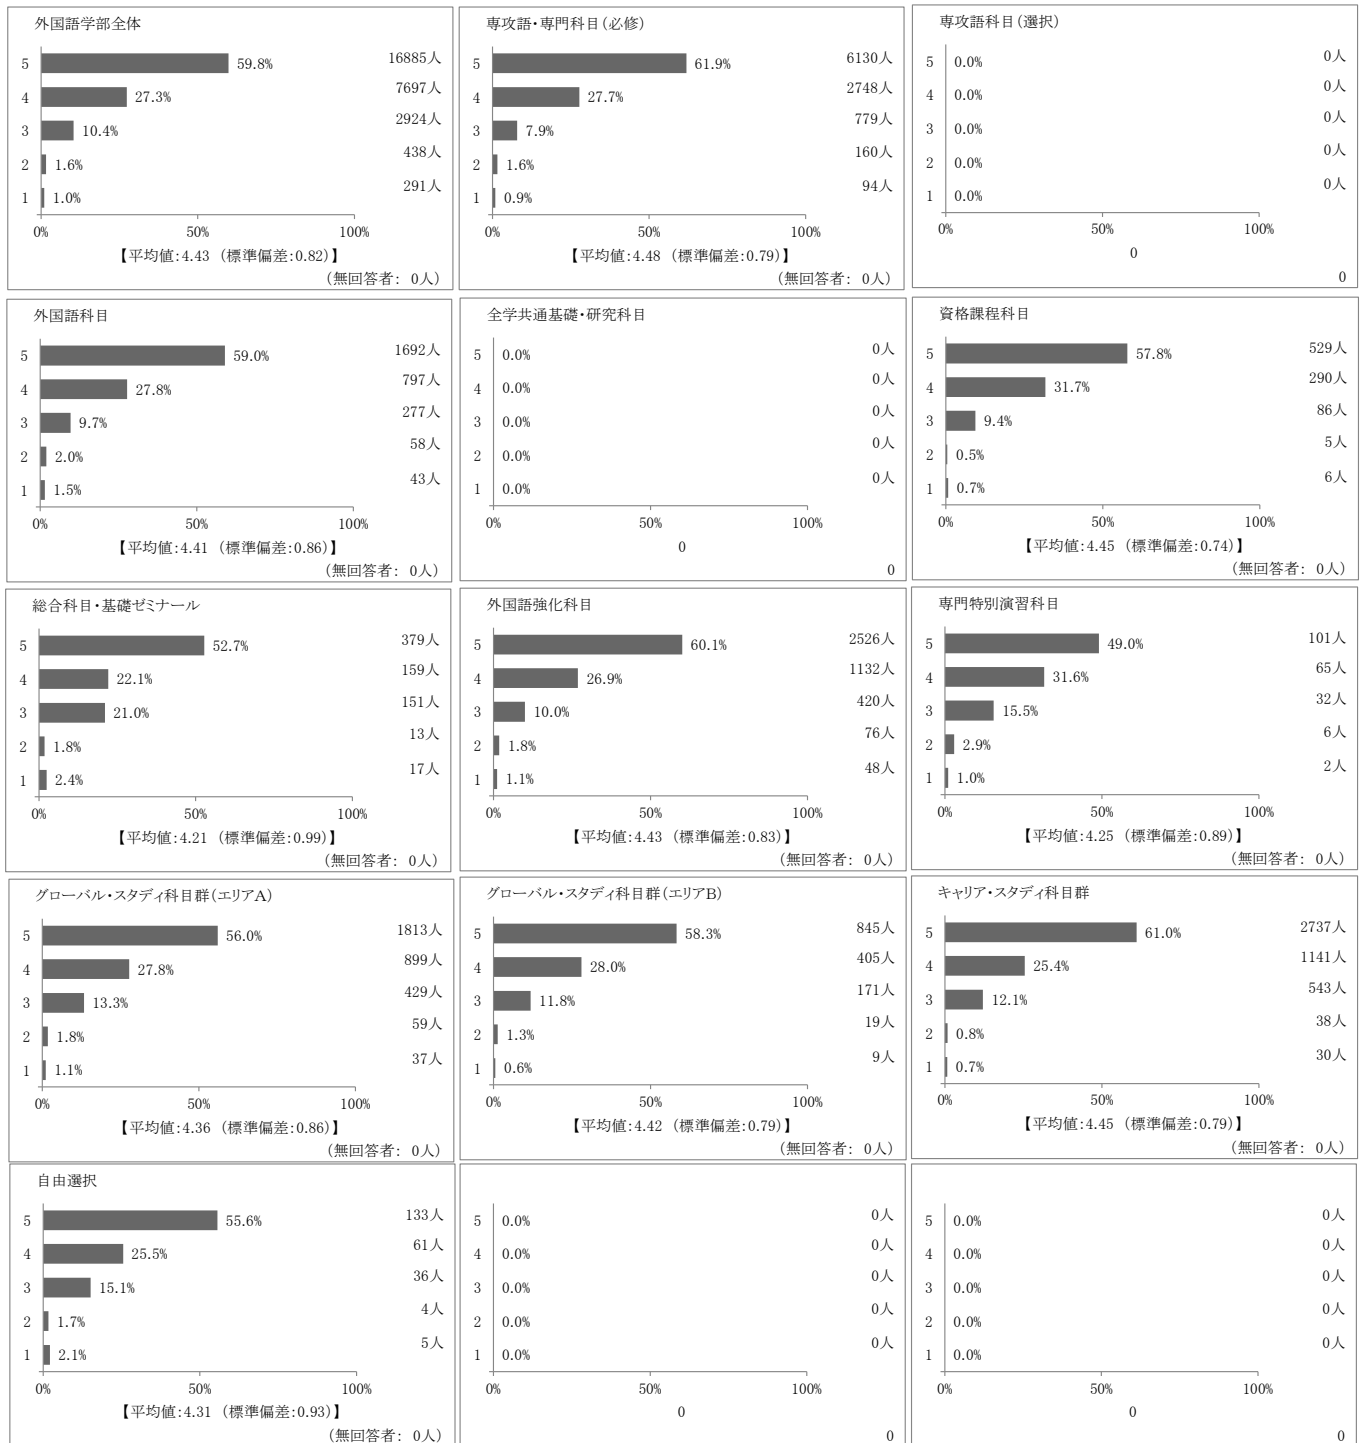 外国語学部全体
5 59.8% 16885人
4 27.3% 7697人
3 10.4% 2924人
2 1.6% 438人
1 1.0% 291人
0% 50% 100%
【平均値:4.43 (標準偏差:0.82)】
(無回答者: 0人)
専攻語・専門科目(必修)
5 61.9% 6130人
4 27.7% 2748人
3 7.9% 779人
2 1.6% 160人
1 0.9% 94人
0% 50% 100%
【平均値:4.48 (標準偏差:0.79)】
(無回答者: 0人)
専攻語科目(選択)
5 0.0% 0人
4 0.0% 0人
3 0.0% 0人
2 0.0% 0人
1 0.0% 0人
0% 50% 100%
0
0
外国語科目
5 59.0% 1692人
4 27.8% 797人
3 9.7% 277人
2 2.0% 58人
1 1.5% 43人
0% 50% 100%
【平均値:4.41 (標準偏差:0.86)】
(無回答者: 0人)
全学共通基礎・研究科目
5 0.0% 0人
4 0.0% 0人
3 0.0% 0人
2 0.0% 0人
1 0.0% 0人
0% 50% 100%
0
0
資格課程科目
5 57.8% 529人
4 31.7% 290人
3 9.4% 86人
2 0.5% 5人
1 0.7% 6人
0% 50% 100%
【平均値:4.45 (標準偏差:0.74)】
(無回答者: 0人)
総合科目・基礎ゼミナール
5 52.7% 379人
4 22.1% 159人
3 21.0% 151人
2 1.8% 13人
1 2.4% 17人
0% 50% 100%
【平均値:4.21 (標準偏差:0.99)】
(無回答者: 0人)
外国語強化科目
5 60.1% 2526人
4 26.9% 1132人
3 10.0% 420人
2 1.8% 76人
1 1.1% 48人
0% 50% 100%
【平均値:4.43 (標準偏差:0.83)】
(無回答者: 0人)
専門特別演習科目
5 49.0% 101人
4 31.6% 65人
3 15.5% 32人
2 2.9% 6人
1 1.0% 2人
0% 50% 100%
【平均値:4.25 (標準偏差:0.89)】
(無回答者: 0人)
グローバル・スタディ科目群(エリアA)
5 56.0% 1813人
4 27.8% 899人
3 13.3% 429人
2 1.8% 59人
1 1.1% 37人
0% 50% 100%
【平均値:4.36 (標準偏差:0.86)】
(無回答者: 0人)
グローバル・スタディ科目群(エリアB)
5 58.3% 845人
4 28.0% 405人
3 11.8% 171人
2 1.3% 19人
1 0.6% 9人
0% 50% 100%
【平均値:4.42 (標準偏差:0.79)】
(無回答者: 0人)
キャリア・スタディ科目群
5 61.0% 2737人
4 25.4% 1141人
3 12.1% 543人
2 0.8% 38人
1 0.7% 30人
0% 50% 100%
【平均値:4.45 (標準偏差:0.79)】
(無回答者: 0人)
自由選択
5 55.6% 133人
4 25.5% 61人
3 15.1% 36人
2 1.7% 4人
1 2.1% 5人
0% 50% 100%
【平均値:4.31 (標準偏差:0.93)】
(無回答者: 0人)
5 0.0% 0人
4 0.0% 0人
3 0.0% 0人
2 0.0% 0人
1 0.0% 0人
0% 50% 100%
0
0
5 0.0% 0人
4 0.0% 0人
3 0.0% 0人
2 0.0% 0人
1 0.0% 0人
0% 50% 100%
0
0